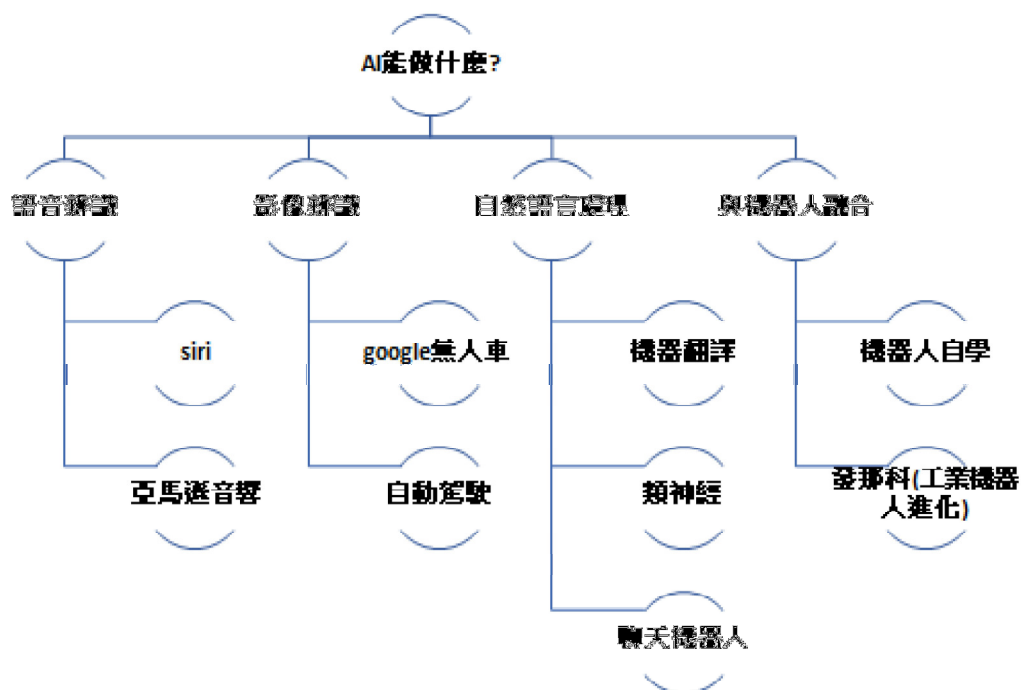 AI能做什麼?
語音辨識
影像辨識
自然語言處理
與機器人融合
siri
google無人車
機器翻譯
機器人自學
亞馬遜音響
自動駕駛
類神經
發那科(工業機器
人進化)
聊天機器人